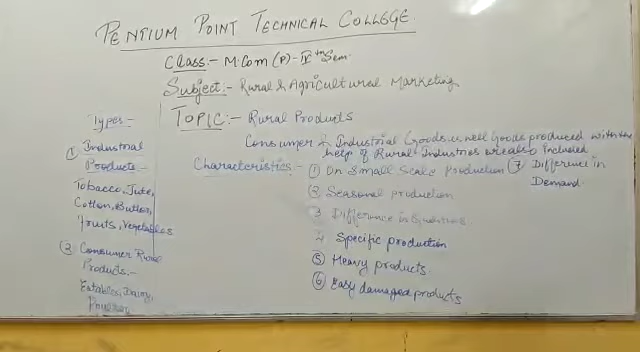 PENTIUM POINT TECHNICAL COLLEGE
Class:- M.Com (P)- IV th Sem
Subject:- Rural & Agricultural Marketing
TOPIC:- Rural Products
Consumer & Industrial Goods as well Goods produced with the
help of Rural Industries are also Included
Characteristics:- ① On Small Scale Production
② Seasonal production
3 Difference in
4 Specific production
⑤ Heavy products
⑥ Easy damaged products
⑦ Difference in
Demand
Types-
① Industrial
Products-
Tobacco, Jute,
Cotton, Butter,
Fruits, Vegetables
② Consumer Rural
Products-
Eatables, Dairy,